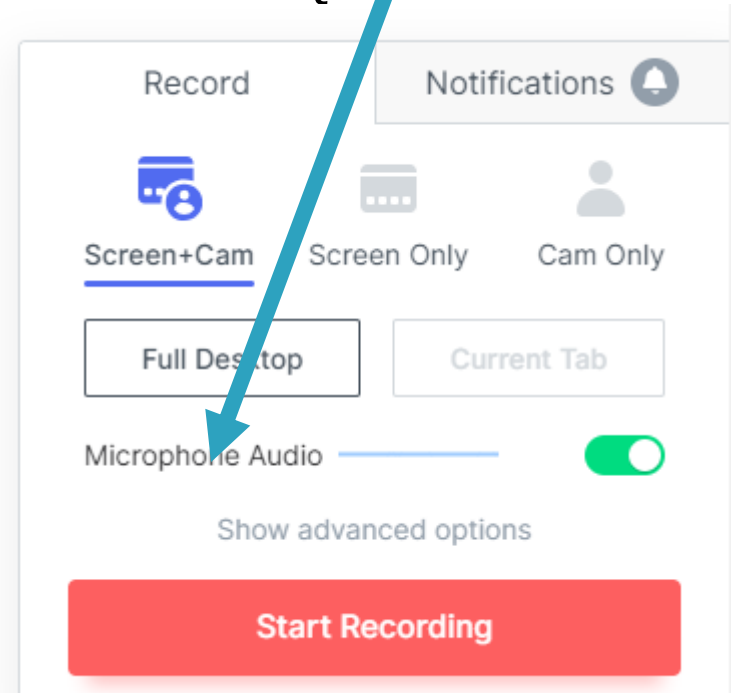 Record Notifications
Screen+Cam Screen Only Cam Only
Full Desktop Current Tab
Microphone Audio
Show advanced options
Start Recording